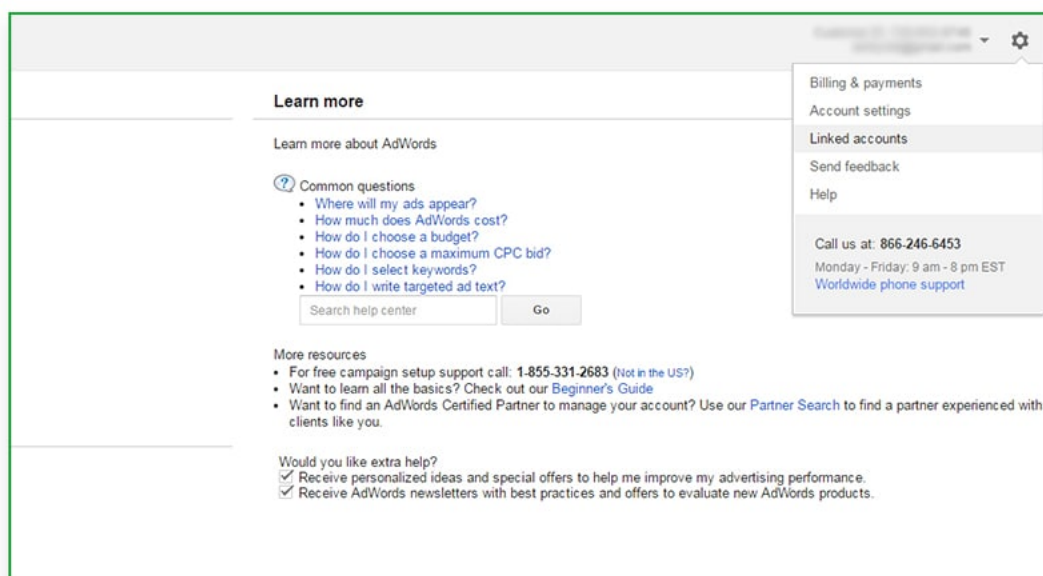 Learn more
Learn more about AdWords
Common questions
• Where will my ads appear?
• How much does AdWords cost?
• How do I choose a budget?
• How do I choose a maximum CPC bid?
• How do I select keywords?
• How do I write targeted ad text?
Search help center Go
More resources
• For free campaign setup support call: 1-855-331-2683 (Not in the US?)
• Want to learn all the basics? Check out our Beginner's Guide
• Want to find an AdWords Certified Partner to manage your account? Use our Partner Search to find a partner experienced with
clients like you.
Would you like extra help?
Receive personalized ideas and special offers to help me improve my advertising performance.
Receive AdWords newsletters with best practices and offers to evaluate new AdWords products.
Billing & payments
Account settings
Linked accounts
Send feedback
Help
Call us at: 866-246-6453
Monday - Friday: 9 am - 8 pm EST
Worldwide phone support